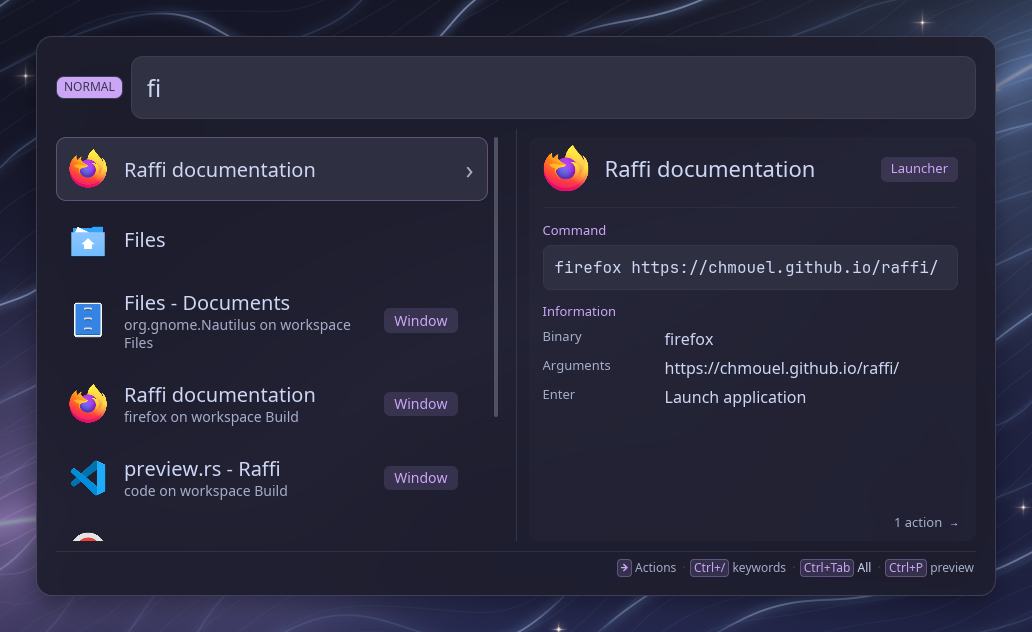 NORMAL
fi
Raffi documentation
Files
Files - Documents
org.gnome.Nautilus on workspace
Files
Window
Raffi documentation
firefox on workspace Build
Window
preview.rs - Raffi
code on workspace Build
Window
Raffi documentation
Launcher
Command
firefox https://chmouel.github.io/raffi/
Information
Binary firefox
Arguments https://chmouel.github.io/raffi/
Enter Launch application
1 action →
→ Actions · Ctrl+/ keywords · Ctrl+Tab All · Ctrl+P preview